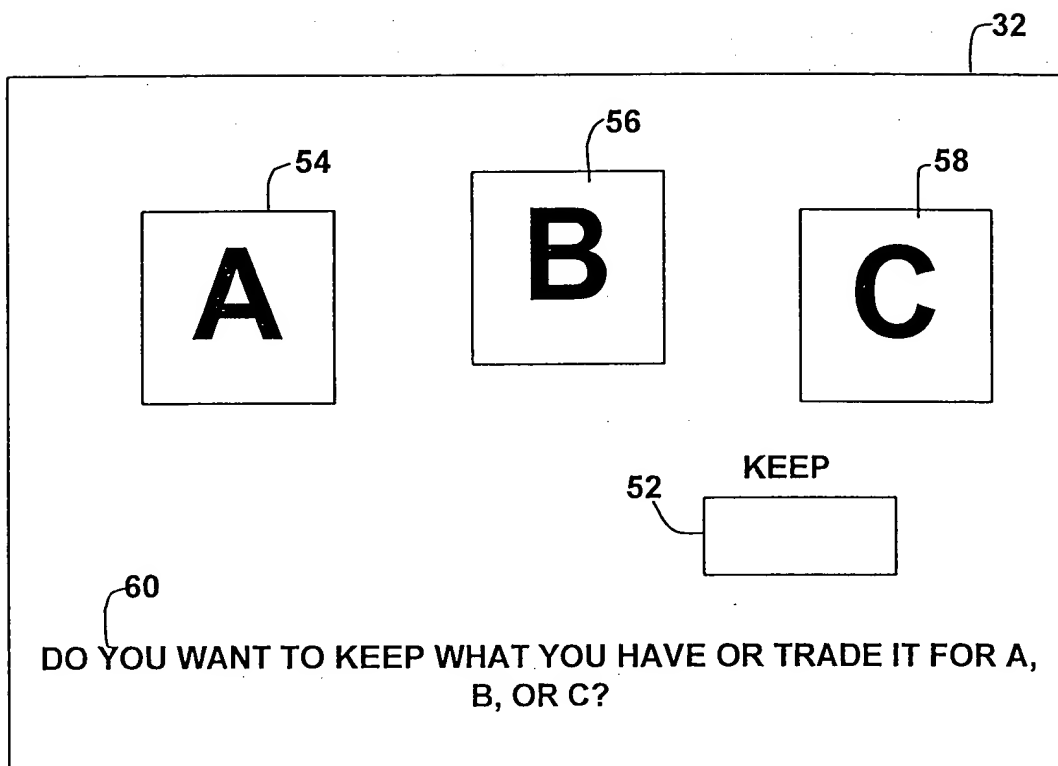 32
56
54
58
A
B
C
KEEP
52
60
DO YOU WANT TO KEEP WHAT YOU HAVE OR TRADE IT FOR A,
B, OR C?